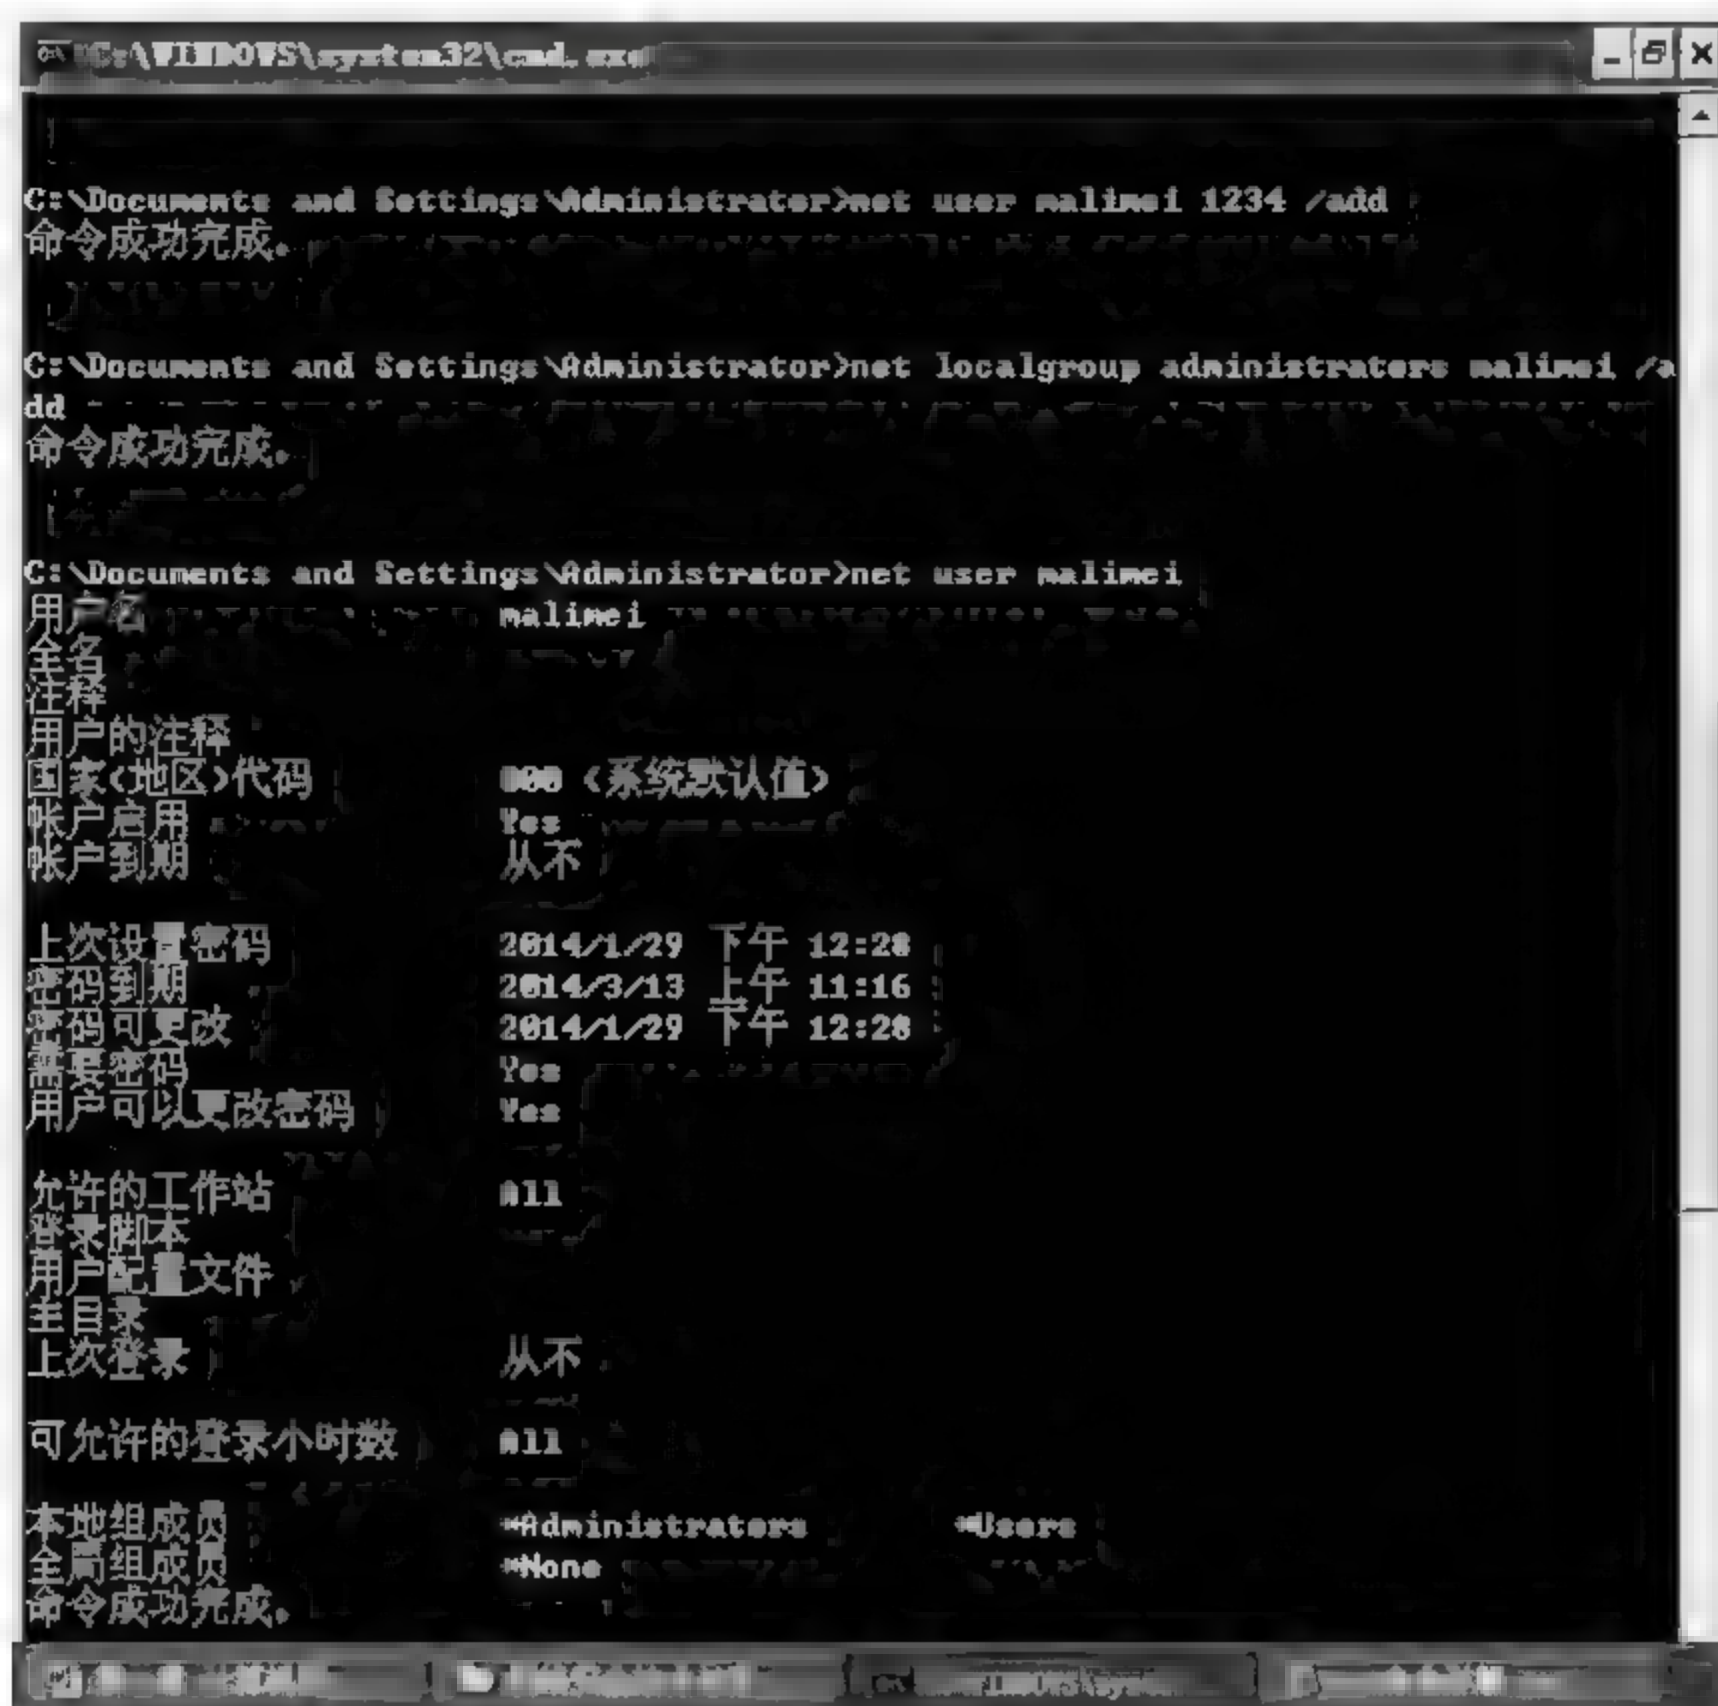 C:\WINDOWS\system32\cmd.exe
C:\Documents and Settings\Administrator>net user malimei 1234 /add
命令成功完成。
C:\Documents and Settings\Administrator>net localgroup administrators malimei /a
dd
命令成功完成。
C:\Documents and Settings\Administrator>net user malimei
用户名 malimei
全名
注释
用户的注释
国家(地区)代码 000 (系统默认值)
帐户启用 Yes
帐户到期 从不
上次设置密码 2014/1/29 下午 12:28
密码到期 2014/3/13 上午 11:16
密码可更改 2014/1/29 下午 12:28
需要密码 Yes
用户可以更改密码 Yes
允许的工作站 All
登录脚本
用户配置文件
主目录
上次登录 从不
可允许的登录小时数 All
本地组成员 *Administrators *Users
全局组成员 *None
命令成功完成。